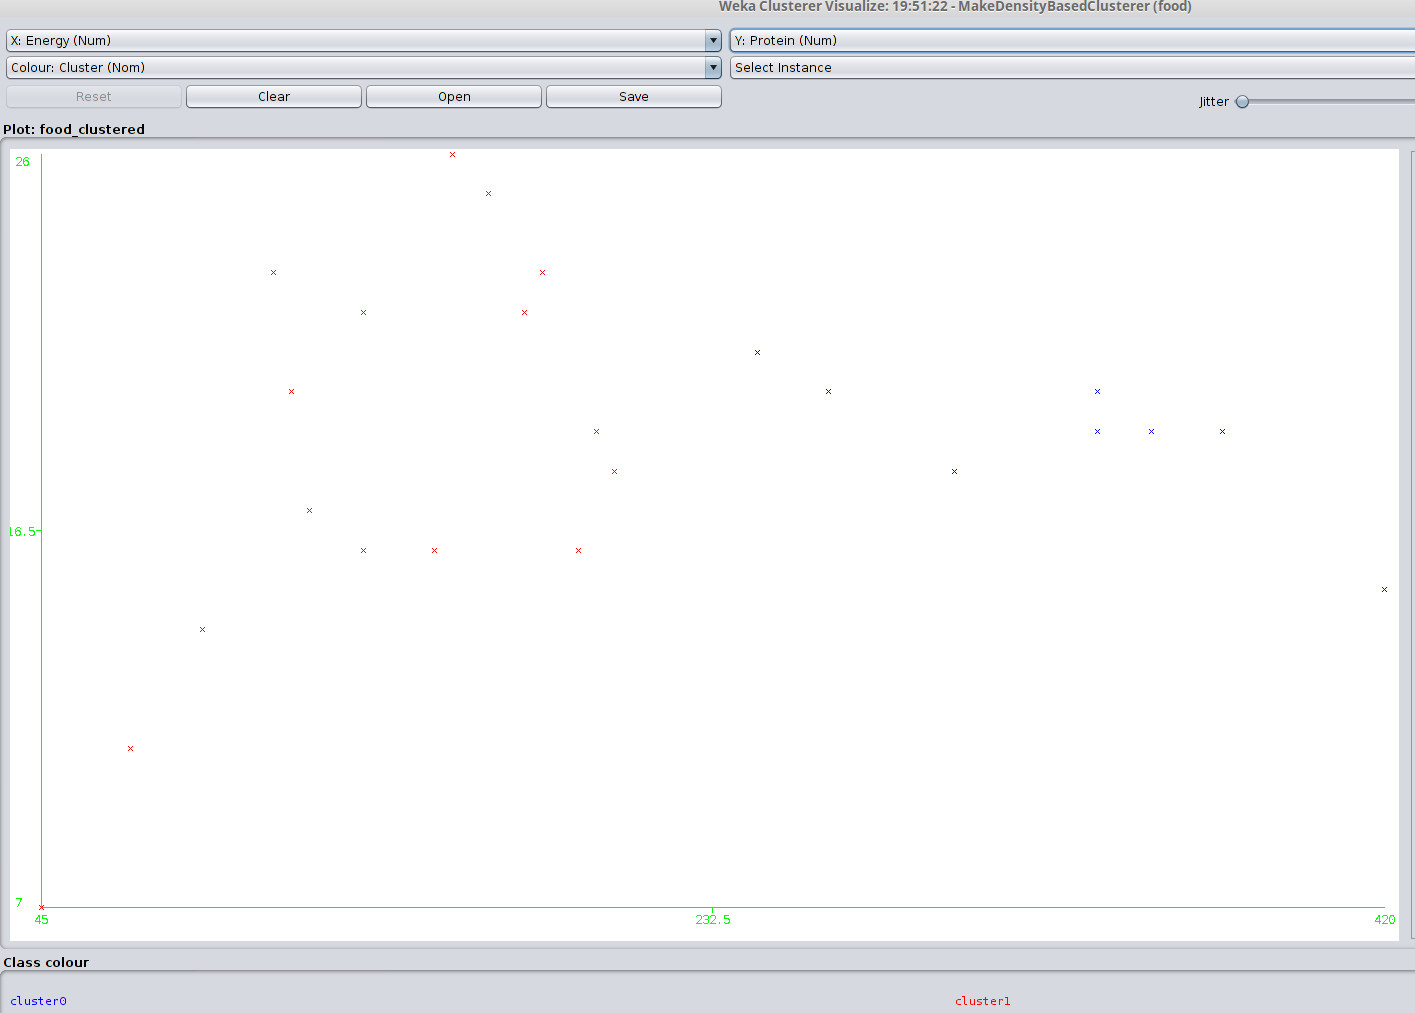 Weka Clusterer Visualize: 19:51:22 - MakeDensityBasedClusterer (food)
X: Energy (Num)
Y: Protein (Num)
Colour: Cluster (Nom)
Select Instance
Reset
Clear
Open
Save
Jitter
Plot: food_clustered
26
16.5
7
45
232.5
420
Class colour
cluster0
cluster1